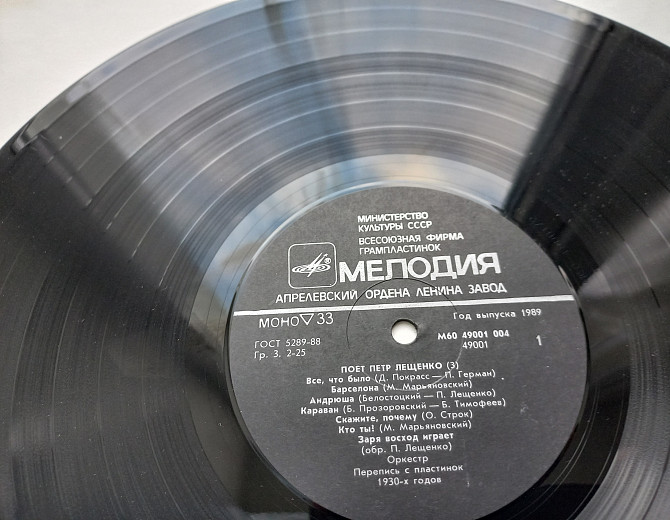 МИНИСТЕРСТВО
КУЛЬТУРЫ СССР
ВСЕСОЮЗНАЯ ФИРМА
ГРАМПЛАСТИНОК
МЕЛОДИЯ
АПРЕЛЕВСКИЙ ОРДЕНА ЛЕНИНА ЗАВОД
МОНО ▽ 33
Год выпуска 1989
ГОСТ 5289-88
М60 49001 004
Гр. 3. 2-25
49001
1
ПОЕТ ПЕТР ЛЕЩЕНКО (3)
Все, что было (Д. Покрасс — П. Герман)
Барселона (М. Марьяновский)
Андрюша (Белостоцкий — П. Лещенко)
Караван (Б. Прозоровский — Б. Тимофеев)
Скажите, почему (О. Строк)
Кто ты! (М. Марьяновский)
Заря восход играет
(обр. П. Лещенко)
Оркестр
Перепись с пластинок
1930-х годов